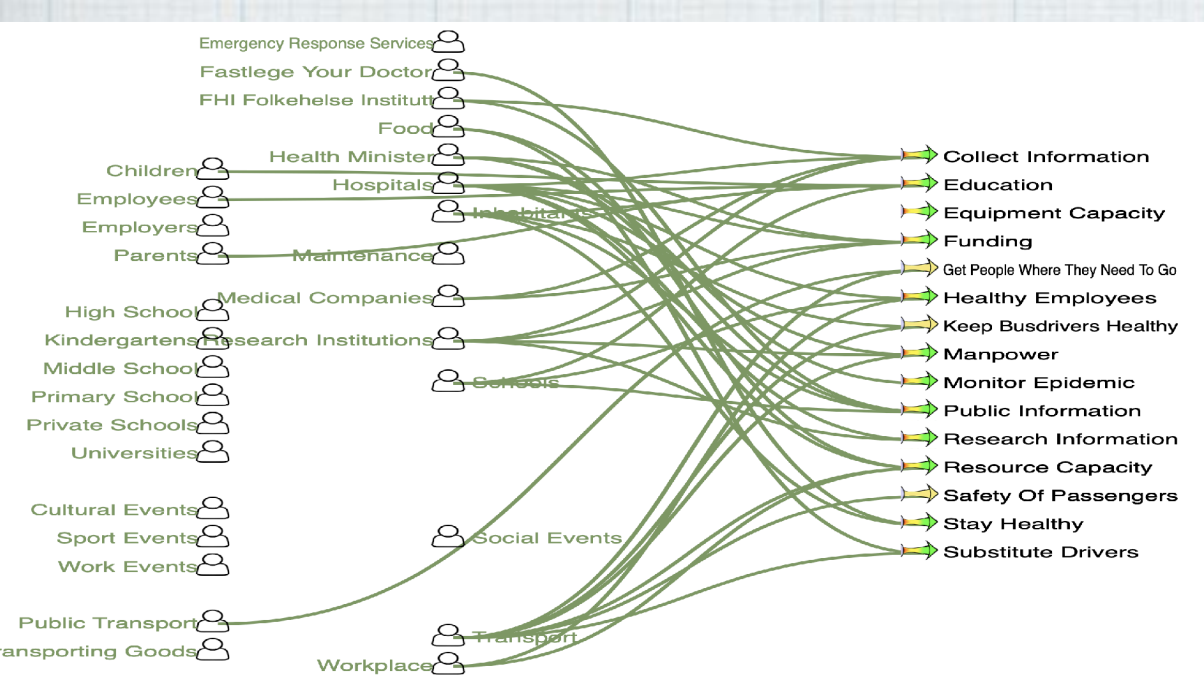 Emergency Response Services
Fastlege Your Doctor
FHI Folkehelse Institutt
Food
Health Minister
Hospitals
Inhabitants
Maintenance
Medical Companies
Research Institutions
Schools
Social Events
Transport
Workplace
Children
Employees
Employers
Parents
High School
Kindergartens
Middle School
Primary School
Private Schools
Universities
Cultural Events
Sport Events
Work Events
Public Transport
ansporting Goods
Collect Information
Education
Equipment Capacity
Funding
Get People Where They Need To Go
Healthy Employees
Keep Busdrivers Healthy
Manpower
Monitor Epidemic
Public Information
Research Information
Resource Capacity
Safety Of Passengers
Stay Healthy
Substitute Drivers